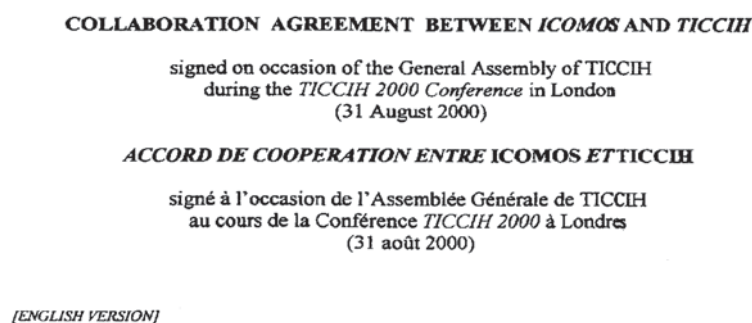 COLLABORATION AGREEMENT BETWEEN ICOMOS AND TICCIH
signed on occasion of the General Assembly of TICCIH
during the TICCIH 2000 Conference in London
(31 August 2000)
ACCORD DE COOPERATION ENTRE ICOMOS ETTICCIH
signé à l'occasion de l'Assemblée Générale de TICCIH
au cours de la Conférence TICCIH 2000 à Londres
(31 août 2000)
[ENGLISH VERSION]